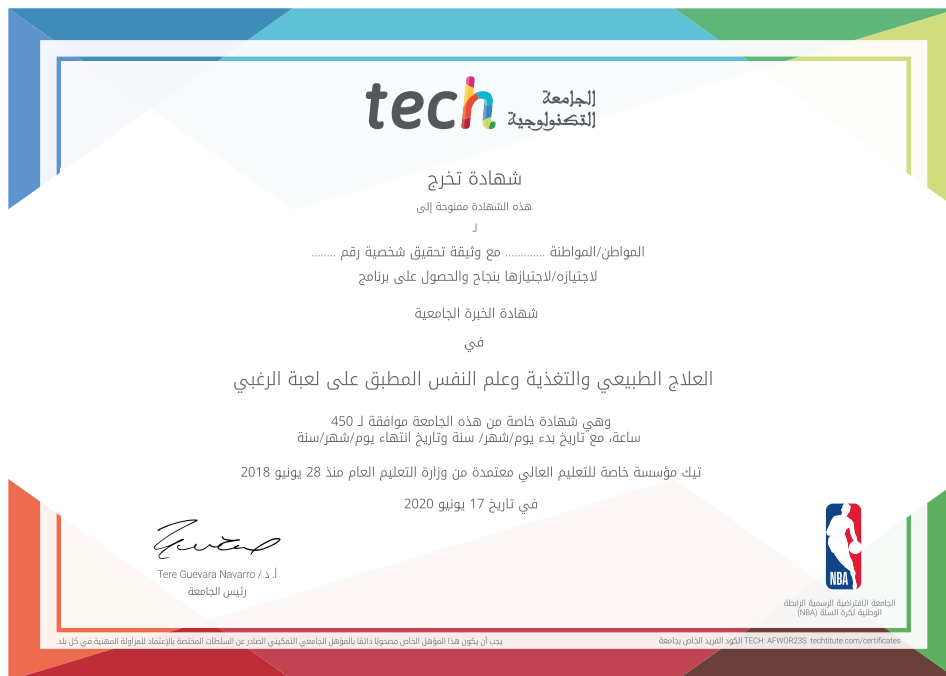 tech الجامعة
التكنولوجية
شهادة تخرج
هذه الشهادة ممنوحة إلى
لـ
المواطن/المواطنة ............ مع وثيقة تحقيق شخصية رقم ........
لاجتيازه/لاجتيازها بنجاح والحصول على برنامج
شهادة الخبرة الجامعية
في
العلاج الطبيعي والتغذية وعلم النفس المطبق على لعبة الرغبي
وهي شهادة خاصة من هذه الجامعة موافقة لـ 450
ساعة، مع تاريخ بدء يوم/شهر/ سنة وتاريخ انتهاء يوم/شهر/سنة
تيك مؤسسة خاصة للتعليم العالي معتمدة من وزارة التعليم العام منذ 28 يونيو 2018
في تاريخ 17 يونيو 2020
أ. د./ Tere Guevara Navarro
رئيس الجامعة
NBA
الجامعة الافتراضية الرسمية الرابطة
الوطنية لكرة السلة (NBA)
يجب أن يكون هذا المؤهل الخاص مصحوبًا دائمًا بالمؤهل الجامعي التمكيني الصادر عن السلطات المختصة بالإعتماد للمزاولة المهنية في كل بلد.
الكود الفريد الخاص بجامعة TECH: AFWOR23S techtitute.com/certificates